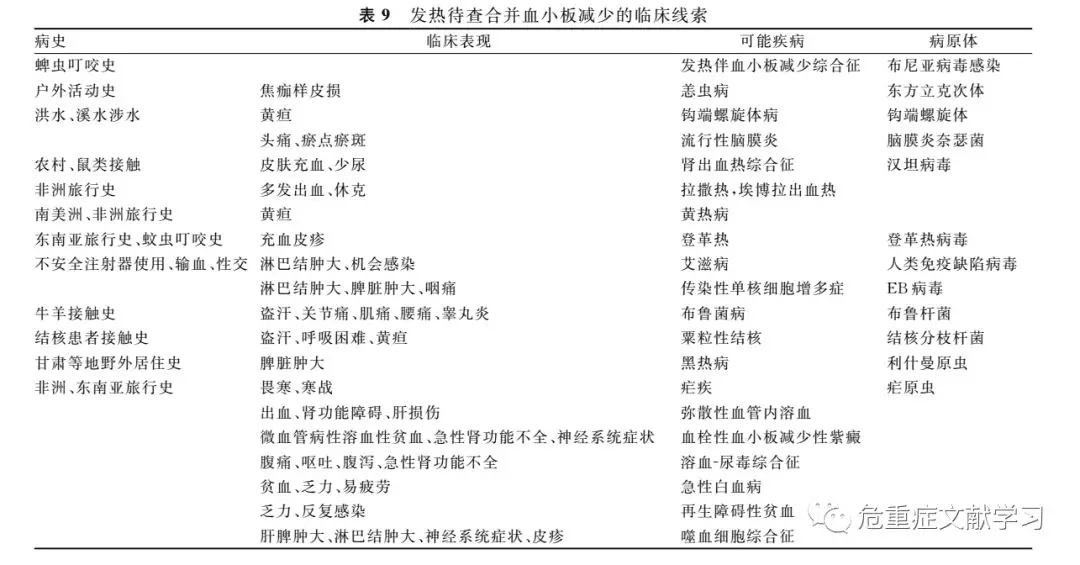 表 9 发热待查合并血小板减少的临床线索
病史 临床表现 可能疾病 病原体
蜱虫叮咬史 发热伴血小板减少综合征 布尼亚病毒感染
户外活动史 焦痂样皮损 恙虫病 东方立克次体
洪水、溪水涉水 黄疸 钩端螺旋体病 钩端螺旋体
头痛、瘀点瘀斑 流行性脑膜炎 脑膜炎奈瑟菌
农村、鼠类接触 皮肤充血、少尿 肾出血热综合征 汉坦病毒
非洲旅行史 多发出血、休克 拉撒热,埃博拉出血热
南美洲、非洲旅行史 黄疸 黄热病
东南亚旅行史、蚊虫叮咬史 充血皮疹 登革热 登革热病毒
不安全注射器使用、输血、性交 淋巴结肿大、机会感染 艾滋病 人类免疫缺陷病毒
淋巴结肿大、脾脏肿大、咽痛 传染性单核细胞增多症 EB 病毒
牛羊接触史 盗汗、关节痛、肌痛、腰痛、睾丸炎 布鲁菌病 布鲁杆菌
结核患者接触史 盗汗、呼吸困难、黄疸 粟粒性结核 结核分枝杆菌
甘肃等地野外居住史 脾脏肿大 黑热病 利什曼原虫
非洲、东南亚旅行史 畏寒、寒战 疟疾 疟原虫
出血、肾功能障碍、肝损伤 弥散性血管内溶血
微血管病性溶血性贫血、急性肾功能不全、神经系统症状 血栓性血小板减少性紫癜
腹痛、呕吐、腹泻、急性肾功能不全 溶血-尿毒综合征
贫血、乏力、易疲劳 急性白血病
乏力、反复感染 再生障碍性贫血
肝脾肿大、淋巴结肿大、神经系统症状、皮疹 噬血细胞综合征
危重症文献学习